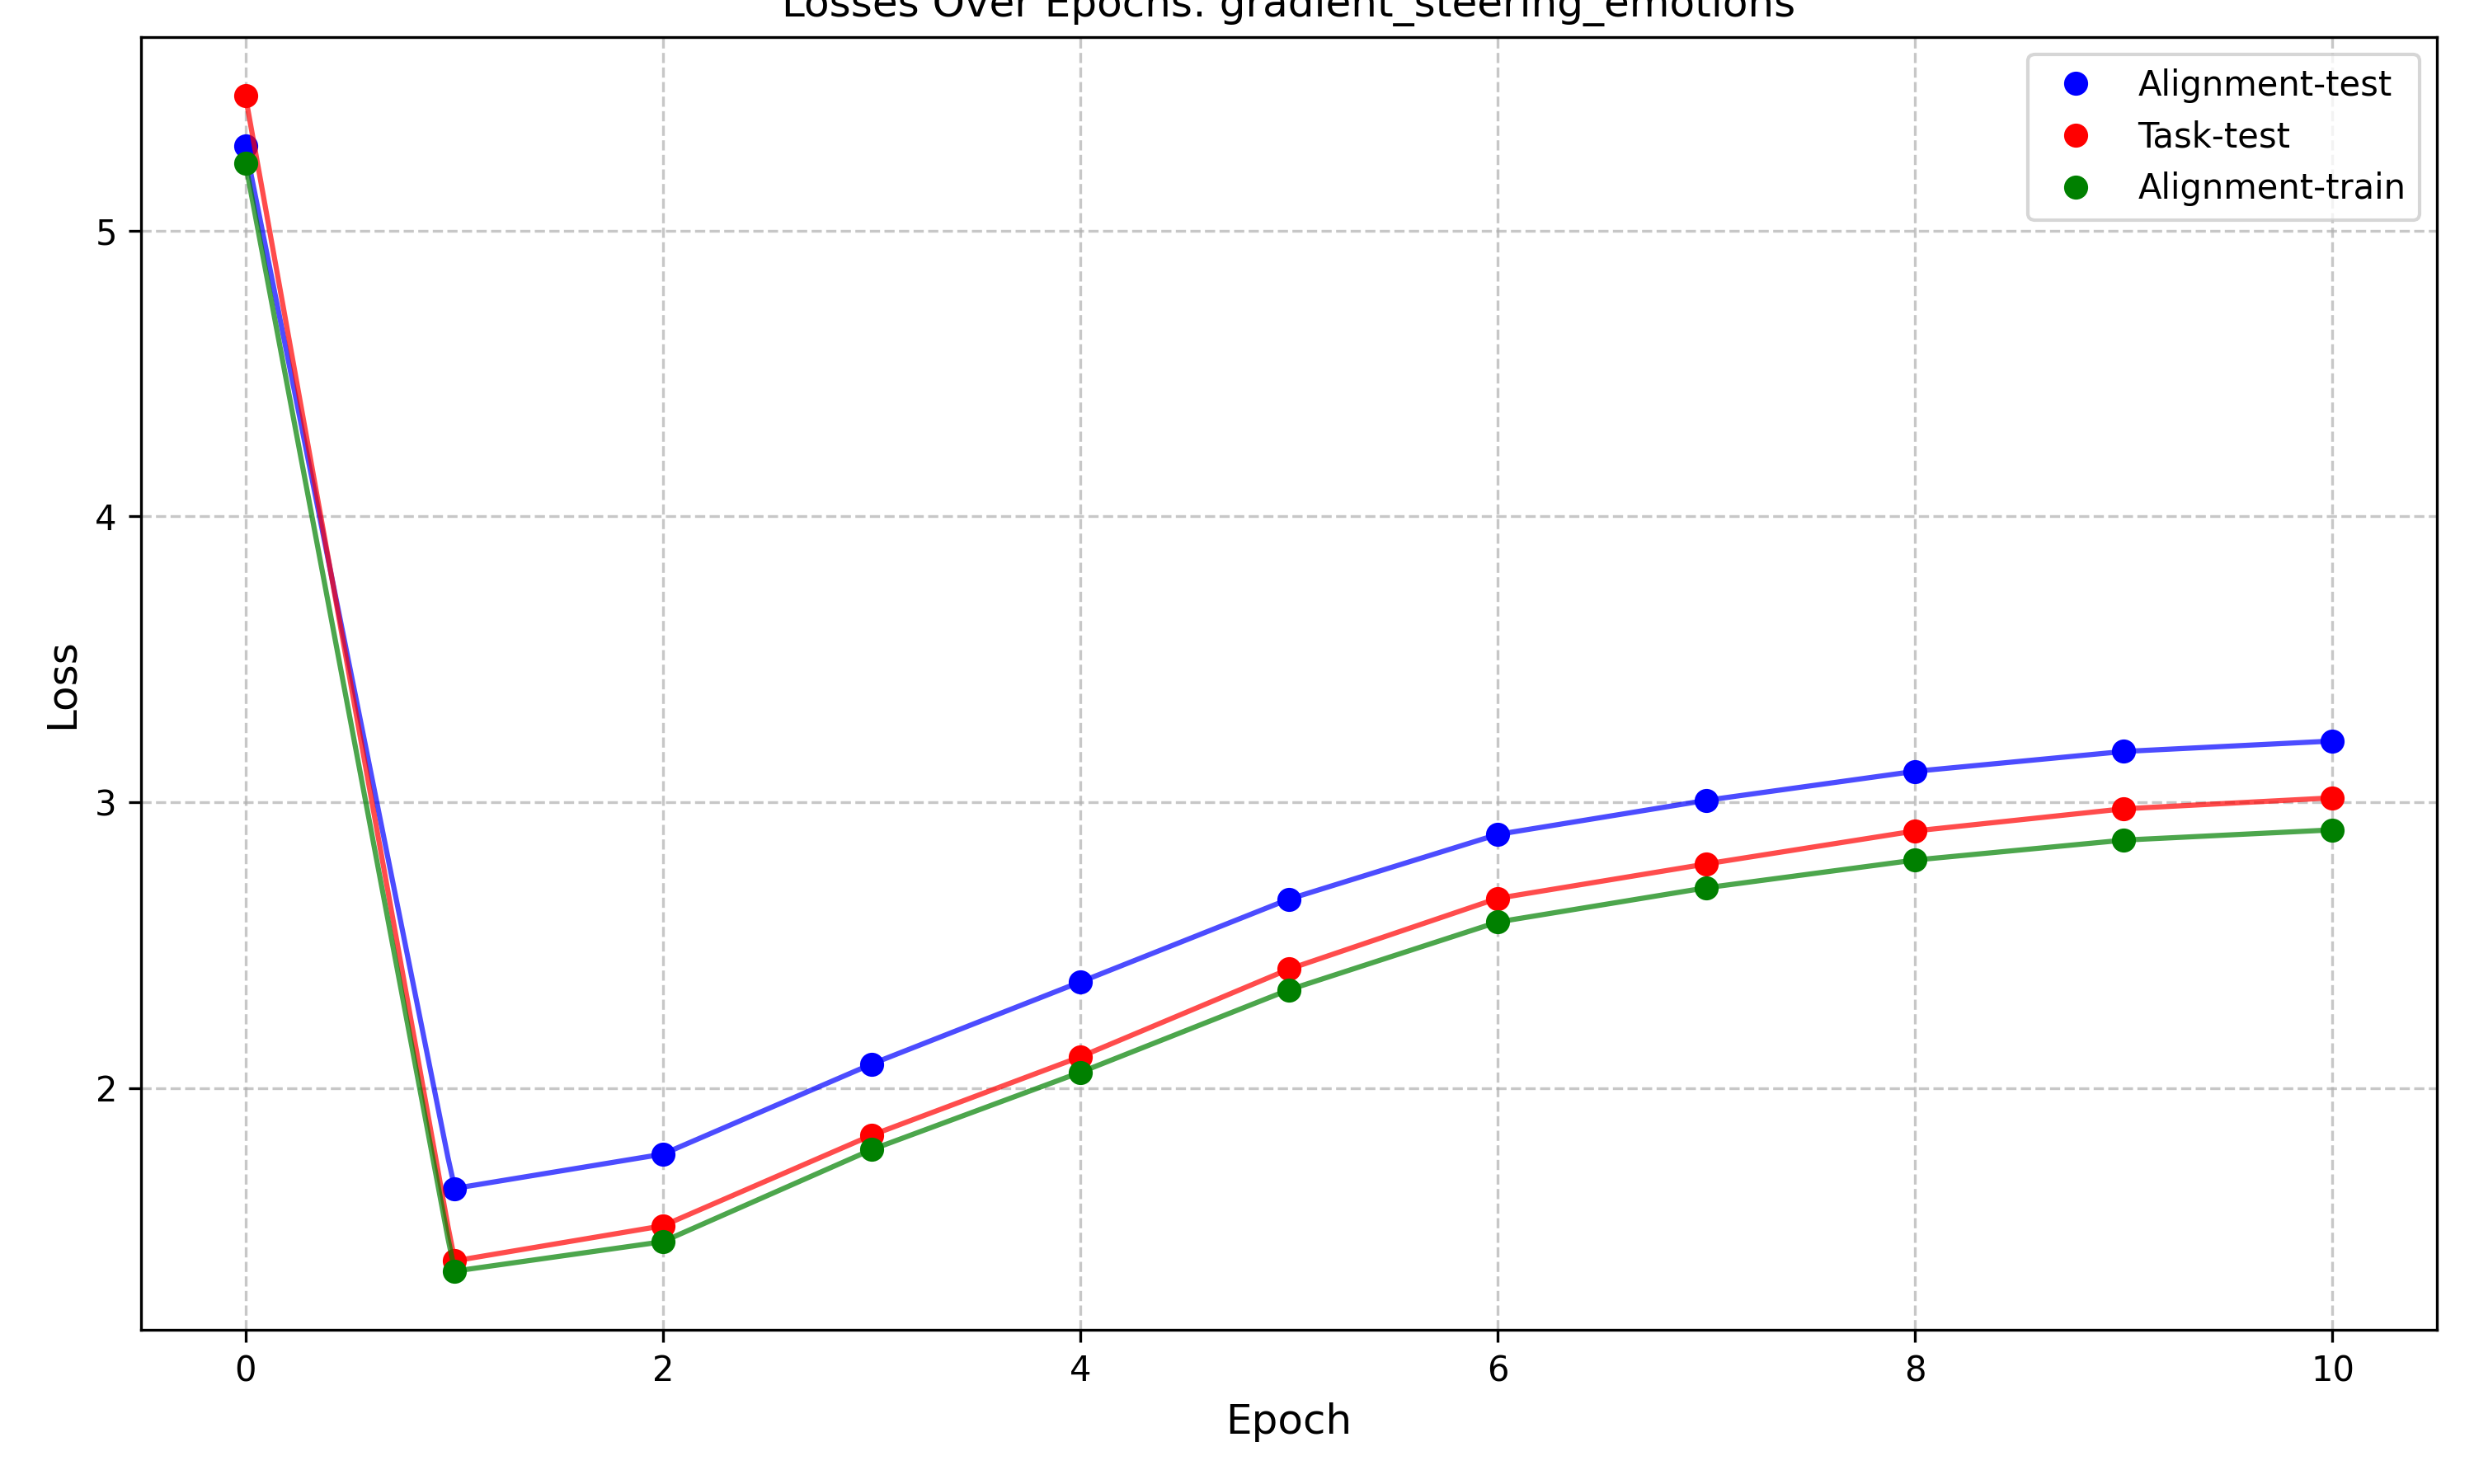 Losses Over Epochs: gradient_steering_emotions
Alignment-test
Task-test
Alignment-train
5
4
3
2
Loss
0 2 4 6 8 10
Epoch